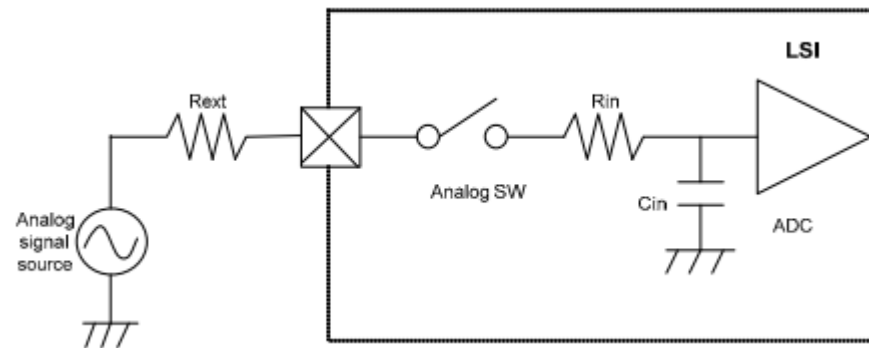 LSI
Rext
Rin
Analog SW
Cin
ADC
Analog
signal
source